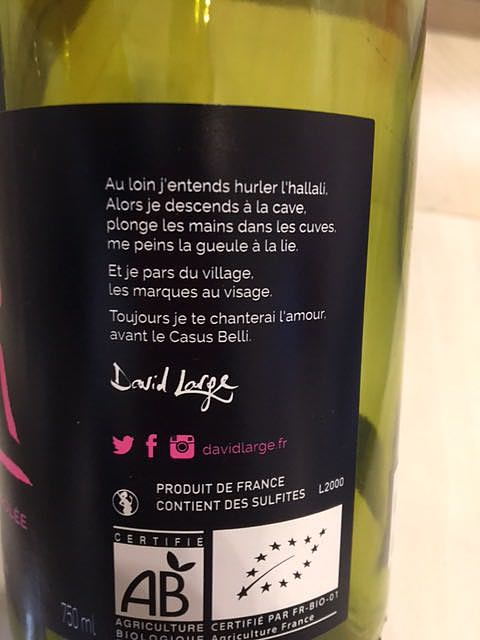 Au loin j'entends hurler l'hallali,
Alors je descends à la cave,
plonge les mains dans les cuves,
me peins la gueule à la lie.
Et je pars du village,
les marques au visage.
Toujours je te chanterai l'amour,
avant le Casus Belli.
David Large
davidlarge.fr
PRODUIT DE FRANCE
CONTIENT DES SULFITES L2000
CERTIFIÉ
AB
AGRICULTURE
BIOLOGIQUE
CERTIFIÉ PAR FR-BIO-01
Agriculture France
750 ml